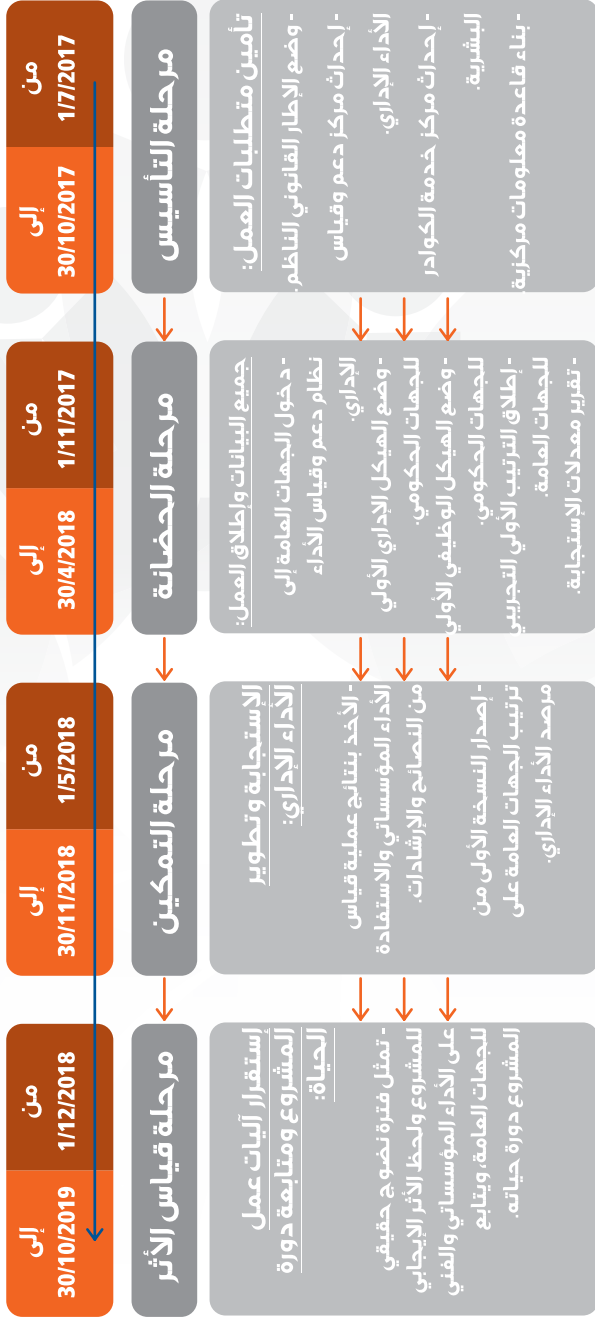 من
1/7/2017
إلى
30/10/2017
مرحلة التأسيس
تأمين متطلبات العمل:
- وضع الإطار القانوني الناظم.
- إحداث مركز دعم وقياس
الأداء الإداري.
- إحداث مركز خدمة الكوادر
البشرية.
- بناء قاعدة معلومات مركزية.
من
1/11/2017
إلى
30/4/2018
مرحلة الحضانة
جميع البيانات وإطلاق العمل:
- دخول الجهات العامة إلى
نظام دعم وقياس الأداء
الإداري.
- وضع الهيكل الإداري الأولي
للجهات الحكومي.
- وضع الهيكل الوظيفي الأولي
للجهات الحكومي.
- إطلاق الترتيب الأولي التجريبي
للجهات العامة.
- تقرير معدلات الإستجابة.
من
1/5/2018
إلى
30/11/2018
مرحلة التمكين
الإستجابة وتطوير
الأداء الإداري:
- الأخذ بنتائج عملية قياس
الأداء المؤسساتي والاستفادة
من النصائح والإرشادات.
- إصدار النسخة الأولى من
ترتيب الجهات العامة على
مرصد الأداء الإداري.
من
1/12/2018
إلى
30/10/2019
مرحلة قياس الأثر
إستقرار آليات عمل
المشروع ومتابعة دورة
الحياة:
- تمثل فترة نضوج حقيقي
للمشروع ولحظ الأثر الإيجابي
على الأداء المؤسساتي والفني
للجهات العامة، ويتابع
المشروع دورة حياته.